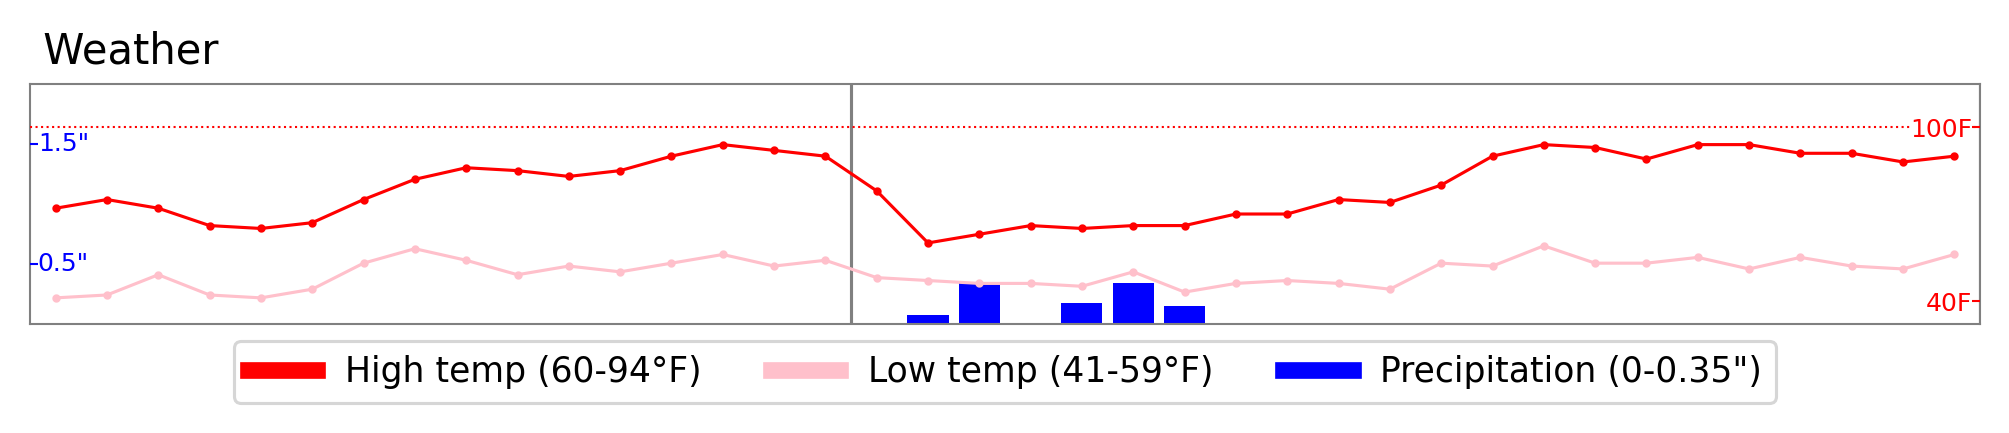 Weather
1.5"
100F
0.5"
40F
High temp (60-94°F) Low temp (41-59°F) Precipitation (0-0.35")